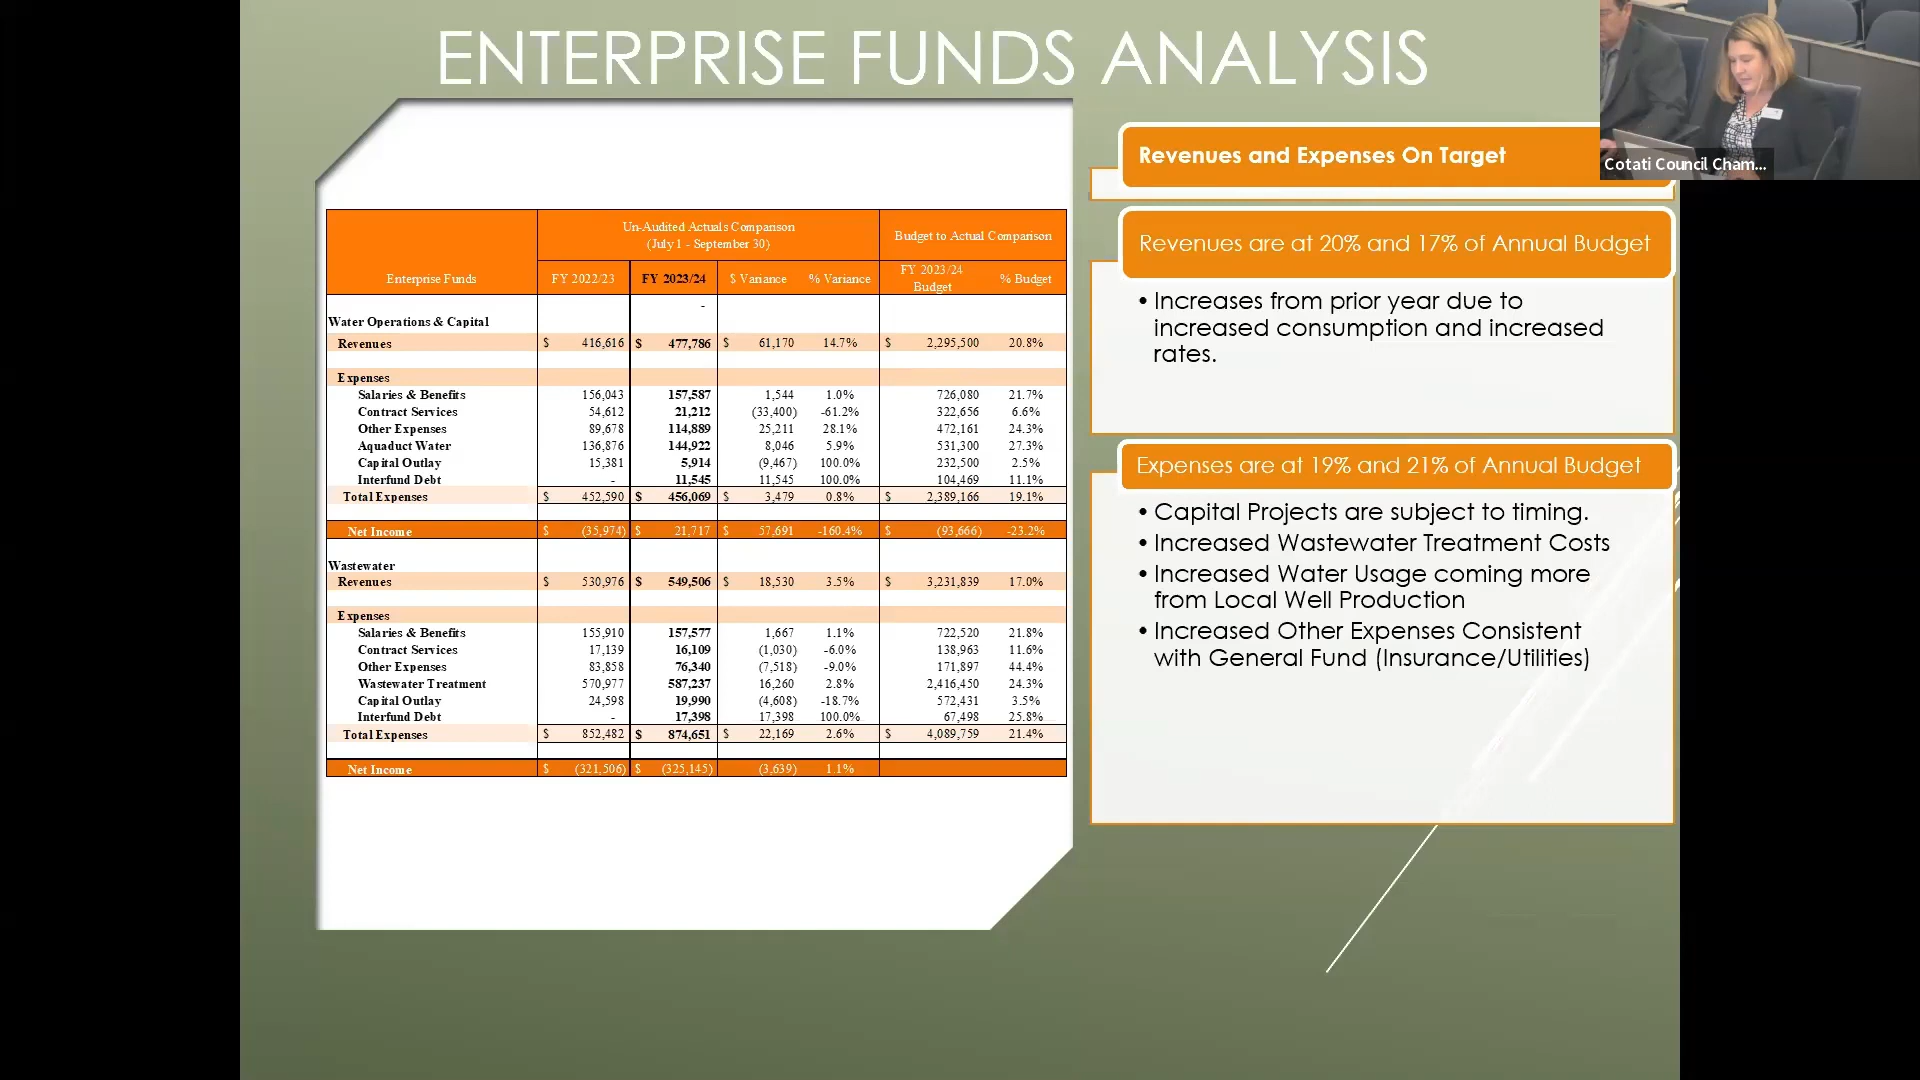 ENTERPRISE FUNDS ANALYSIS
Cotati Council Cham...
Un-Audited Actuals Comparison
(July 1 - September 30)
Budget to Actual Comparison
Enterprise Funds FY 2022/23 FY 2023/24 $ Variance % Variance FY 2023/24 Budget % Budget
-
Water Operations & Capital
Revenues $ 416,616 $ 477,786 $ 61,170 14.7% $ 2,295,500 20.8%
Expenses
Salaries & Benefits 156,043 157,587 1,544 1.0% 726,080 21.7%
Contract Services 54,612 21,212 (33,400) -61.2% 322,656 6.6%
Other Expenses 89,678 114,889 25,211 28.1% 472,161 24.3%
Aquaduct Water 136,876 144,922 8,046 5.9% 531,300 27.3%
Capital Outlay 15,381 5,914 (9,467) 100.0% 232,500 2.5%
Interfund Debt - 11,545 11,545 100.0% 104,469 11.1%
Total Expenses $ 452,590 $ 456,069 $ 3,479 0.8% $ 2,389,166 19.1%
Net Income $ (35,974) $ 21,717 $ 57,691 -160.4% $ (93,666) -23.2%
Wastewater
Revenues $ 530,976 $ 549,506 $ 18,530 3.5% $ 3,231,839 17.0%
Expenses
Salaries & Benefits 155,910 157,577 1,667 1.1% 722,520 21.8%
Contract Services 17,139 16,109 (1,030) -6.0% 138,963 11.6%
Other Expenses 83,858 76,340 (7,518) -9.0% 171,897 44.4%
Wastewater Treatment 570,977 587,237 16,260 2.8% 2,416,450 24.3%
Capital Outlay 24,598 19,990 (4,608) -18.7% 572,431 3.5%
Interfund Debt - 17,398 17,398 100.0% 67,498 25.8%
Total Expenses $ 852,482 $ 874,651 $ 22,169 2.6% $ 4,089,759 21.4%
Net Income $ (321,506) $ (325,145) (3,639) 1.1%
Revenues and Expenses On Target
Revenues are at 20% and 17% of Annual Budget
• Increases from prior year due to
increased consumption and increased
rates.
Expenses are at 19% and 21% of Annual Budget
• Capital Projects are subject to timing.
• Increased Wastewater Treatment Costs
• Increased Water Usage coming more
from Local Well Production
• Increased Other Expenses Consistent
with General Fund (Insurance/Utilities)